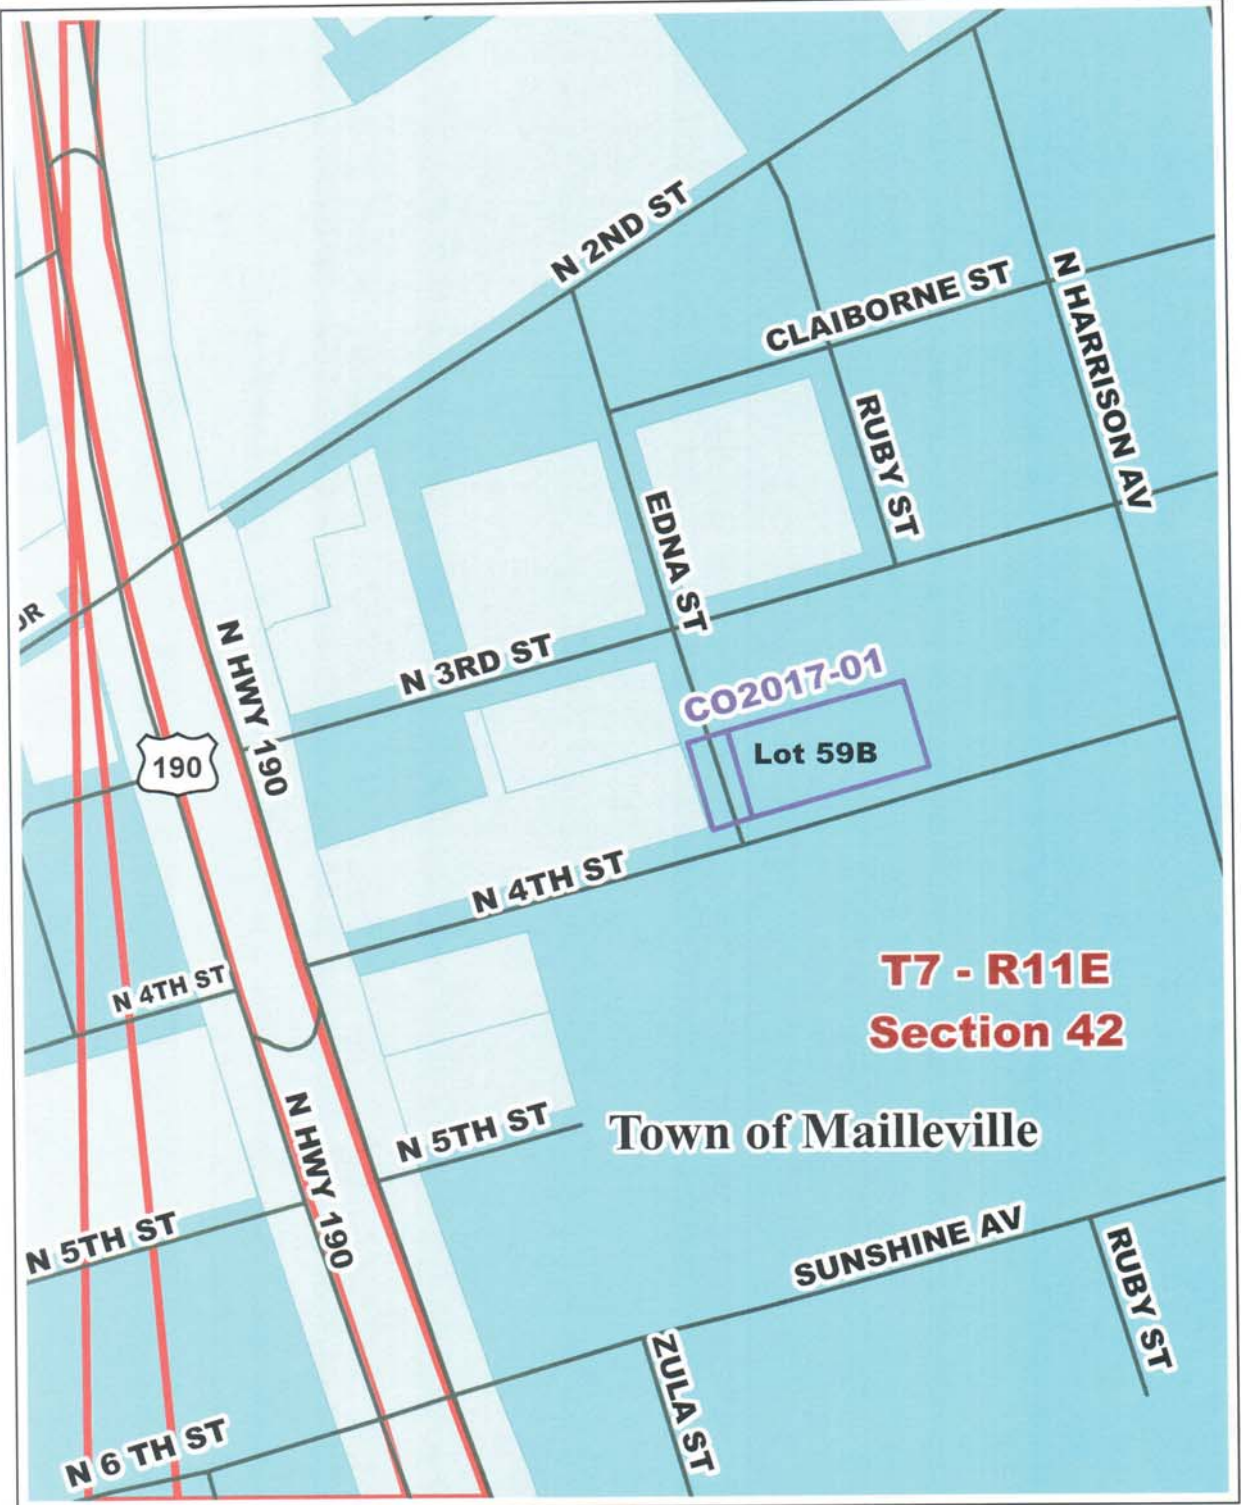 N 2ND ST
CLAIBORNE ST
N HARRISON AV
RUBY ST
EDNA ST
DR
N HWY 190
N 3RD ST
CO2017-01
Lot 59B
190
N 4TH ST
N 4TH ST
T7 - R11E
Section 42
N HWY 190
N 5TH ST
Town of Mailleville
N 5TH ST
SUNSHINE AV
RUBY ST
ZULA ST
N 6 TH ST